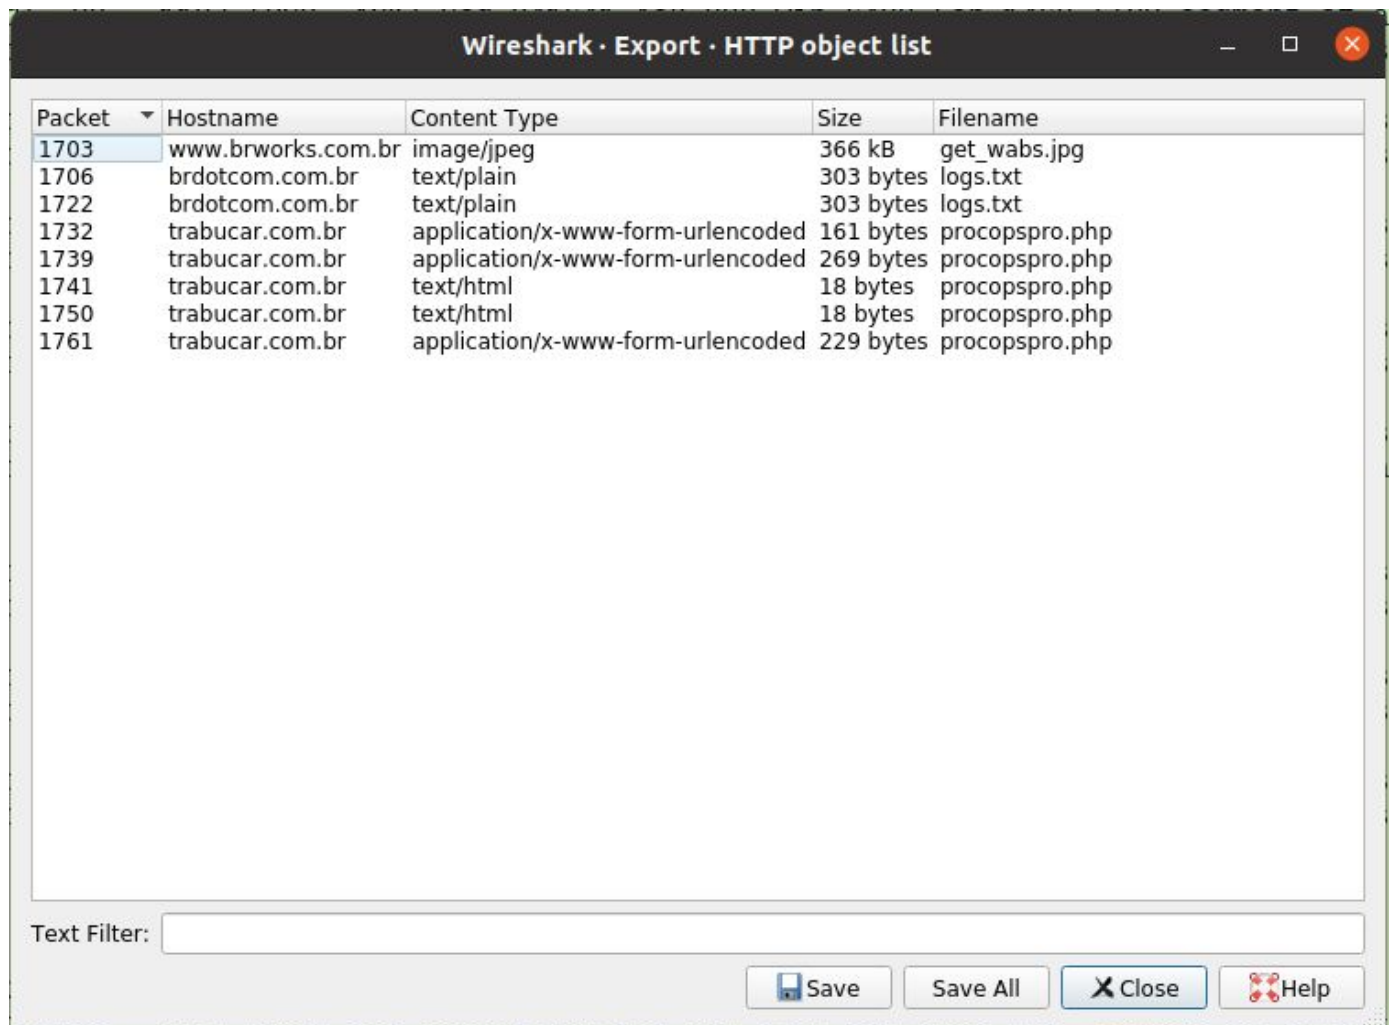 Wireshark · Export · HTTP object list
Packet Hostname Content Type Size Filename
1703 www.brworks.com.br image/jpeg 366 kB get_wabs.jpg
1706 brdotcom.com.br text/plain 303 bytes logs.txt
1722 brdotcom.com.br text/plain 303 bytes logs.txt
1732 trabucar.com.br application/x-www-form-urlencoded 161 bytes procopspro.php
1739 trabucar.com.br application/x-www-form-urlencoded 269 bytes procopspro.php
1741 trabucar.com.br text/html 18 bytes procopspro.php
1750 trabucar.com.br text/html 18 bytes procopspro.php
1761 trabucar.com.br application/x-www-form-urlencoded 229 bytes procopspro.php
Text Filter:
Save Save All Close Help